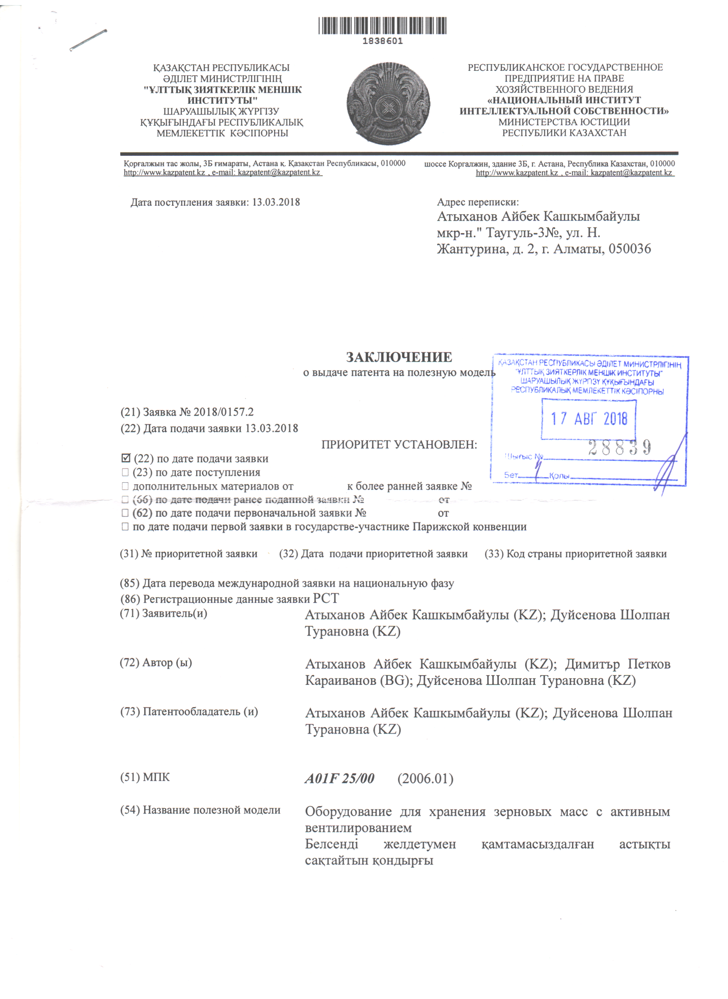 1838601
ҚАЗАҚСТАН РЕСПУБЛИКАСЫ
ӘДІЛЕТ МИНИСТРЛІГІНІҢ
"ҰЛТТЫҚ ЗИЯТКЕРЛІК МЕНШІК
ИНСТИТУТЫ"
ШАРУАШЫЛЫҚ ЖҮРГІЗУ
ҚҰҚЫҒЫНДАҒЫ РЕСПУБЛИКАЛЫҚ
МЕМЛЕКЕТТІК КӘСІПОРНЫ
РЕСПУБЛИКАНСКОЕ ГОСУДАРСТВЕННОЕ
ПРЕДПРИЯТИЕ НА ПРАВЕ
ХОЗЯЙСТВЕННОГО ВЕДЕНИЯ
«НАЦИОНАЛЬНЫЙ ИНСТИТУТ
ИНТЕЛЛЕКТУАЛЬНОЙ СОБСТВЕННОСТИ»
МИНИСТЕРСТВА ЮСТИЦИИ
РЕСПУБЛИКИ КАЗАХСТАН
Қорғалжын тас жолы, 3Б ғимараты, Астана қ. Қазақстан Республикасы, 010000
http://www.kazpatent.kz , e-mail: kazpatent@kazpatent.kz
шоссе Коргалжин, здание 3Б, г. Астана, Республика Казахстан, 010000
http://www.kazpatent.kz , e-mail: kazpatent@kazpatent.kz
Дата поступления заявки: 13.03.2018
Адрес переписки:
Атыханов Айбек Кашкымбайулы
мкр-н." Таугуль-3№, ул. Н.
Жантурина, д. 2, г. Алматы, 050036
ЗАКЛЮЧЕНИЕ
о выдаче патента на полезную модель
ҚАЗАҚСТАН РЕСПУБЛИКАСЫ ӘДІЛЕТ МИНИСТРЛІГІНІҢ
"ҰЛТТЫҚ ЗИЯТКЕРЛІК МЕНШІК ИНСТИТУТЫ"
ШАРУАШЫЛЫҚ ЖҮРГІЗУ ҚҰҚЫҒЫНДАҒЫ
РЕСПУБЛИКАЛЫҚ МЕМЛЕКЕТТІК КӘСІПОРНЫ
17 АВГ 2018
28839
Шығыс №
Бет Қолы
(21) Заявка № 2018/0157.2
(22) Дата подачи заявки 13.03.2018
ПРИОРИТЕТ УСТАНОВЛЕН:
☑ (22) по дате подачи заявки
☐ (23) по дате поступления
☐ дополнительных материалов от к более ранней заявке №
☐ (66) по дате подачи ранее поданной заявки № от
☐ (62) по дате подачи первоначальной заявки № от
☐ по дате подачи первой заявки в государстве-участнике Парижской конвенции
(31) № приоритетной заявки (32) Дата подачи приоритетной заявки (33) Код страны приоритетной заявки
(85) Дата перевода международной заявки на национальную фазу
(86) Регистрационные данные заявки РСТ
(71) Заявитель(и) Атыханов Айбек Кашкымбайулы (KZ); Дуйсенова Шолпан
Турановна (KZ)
(72) Автор (ы) Атыханов Айбек Кашкымбайулы (KZ); Димитър Петков
Караиванов (BG); Дуйсенова Шолпан Турановна (KZ)
(73) Патентообладатель (и) Атыханов Айбек Кашкымбайулы (KZ); Дуйсенова Шолпан
Турановна (KZ)
(51) МПК A01F 25/00 (2006.01)
(54) Название полезной модели Оборудование для хранения зерновых масс с активным
вентилированием
Белсенді желдетумен қамтамасыздалған астықты
сақтайтын қондырғы